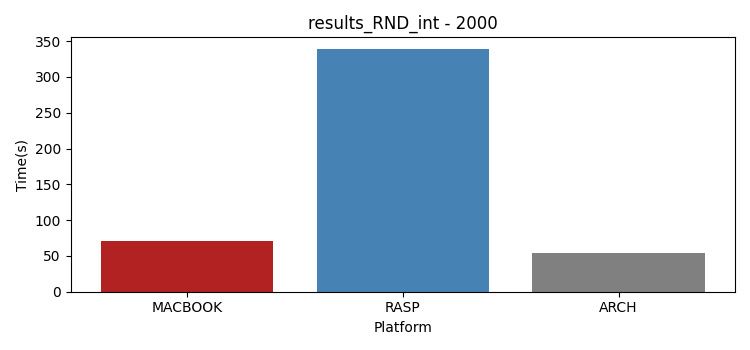 results_RND_int - 2000
350
300
250
200
150
100
50
0
Time(s)
MACBOOK
RASP
ARCH
Platform